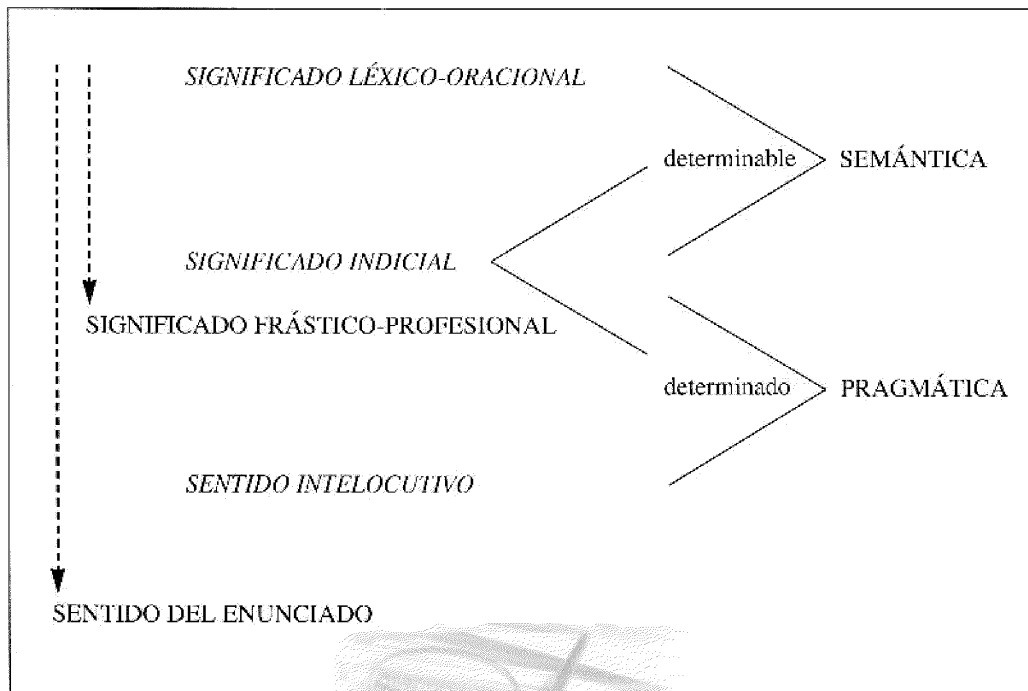 SIGNIFICADO LÉXICO-ORACIONAL
determinable
SEMÁNTICA
SIGNIFICADO INDICIAL
SIGNIFICADO FRÁSTICO-PROFESIONAL
determinado
PRAGMÁTICA
SENTIDO INTELOCUTIVO
SENTIDO DEL ENUNCIADO